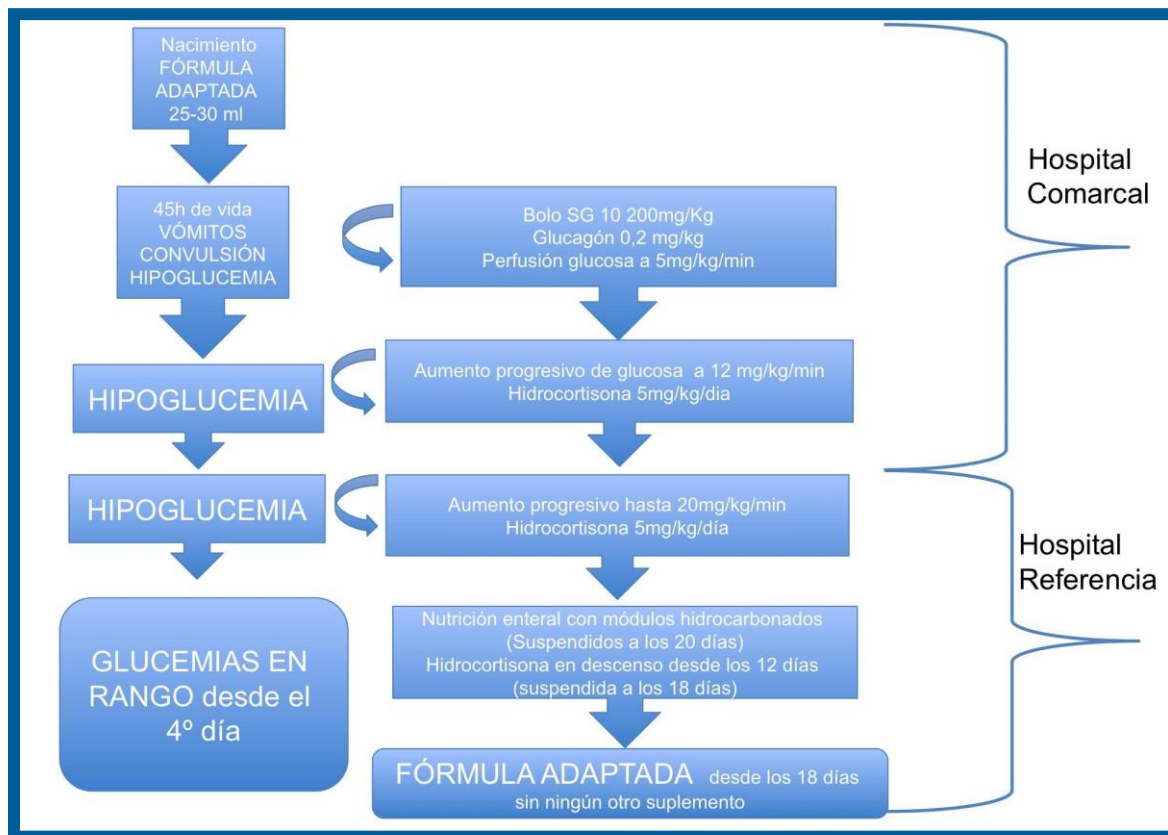 Nacimiento
FÓRMULA
ADAPTADA
25-30 ml
45h de vida
VÓMITOS
CONVULSIÓN
HIPOGLUCEMIA
Bolo SG 10 200mg/Kg
Glucagón 0,2 mg/kg
Perfusión glucosa a 5mg/kg/min
Hospital
Comarcal
HIPOGLUCEMIA
Aumento progresivo de glucosa a 12 mg/kg/min
Hidrocortisona 5mg/kg/dia
HIPOGLUCEMIA
Aumento progresivo hasta 20mg/kg/min
Hidrocortisona 5mg/kg/día
Hospital
Referencia
GLUCEMIAS EN
RANGO desde el
4º día
Nutrición enteral con módulos hidrocarbonados
(Suspendidos a los 20 días)
Hidrocortisona en descenso desde los 12 días
(suspendida a los 18 días)
FÓRMULA ADAPTADA desde los 18 días
sin ningún otro suplemento